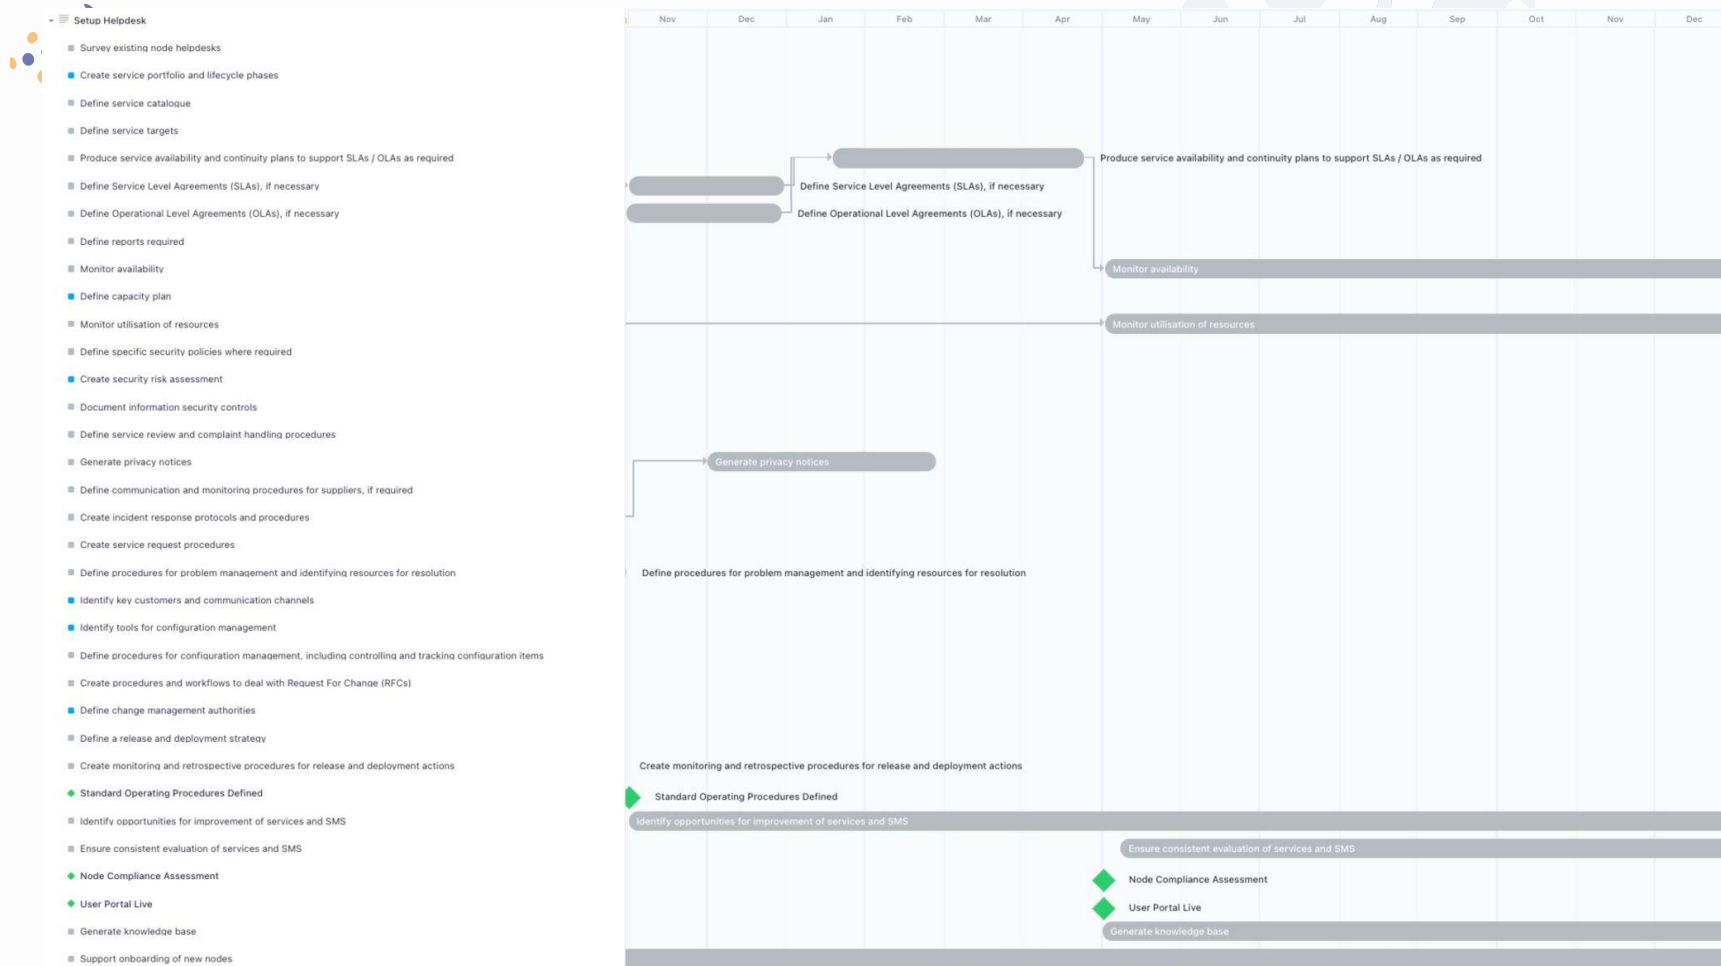 Setup Helpdesk
Nov Dec Jan Feb Mar Apr May Jun Jul Aug Sep Oct Nov Dec
Survey existing node helpdesks
Create service portfolio and lifecycle phases
Define service catalogue
Define service targets
Produce service availability and continuity plans to support SLAs / OLAs as required
Produce service availability and continuity plans to support SLAs / OLAs as required
Define Service Level Agreements (SLAs), if necessary
Define Service Level Agreements (SLAs), if necessary
Define Operational Level Agreements (OLAs), if necessary
Define Operational Level Agreements (OLAs), if necessary
Define reports required
Monitor availability
Monitor availability
Define capacity plan
Monitor utilisation of resources
Monitor utilisation of resources
Define specific security policies where required
Create security risk assessment
Document information security controls
Define service review and complaint handling procedures
Generate privacy notices
Generate privacy notices
Define communication and monitoring procedures for suppliers, if required
Create incident response protocols and procedures
Create service request procedures
Define procedures for problem management and identifying resources for resolution
Define procedures for problem management and identifying resources for resolution
Identify key customers and communication channels
Identify tools for configuration management
Define procedures for configuration management, including controlling and tracking configuration items
Create procedures and workflows to deal with Request For Change (RFCs)
Define change management authorities
Define a release and deployment strategy
Create monitoring and retrospective procedures for release and deployment actions
Create monitoring and retrospective procedures for release and deployment actions
Standard Operating Procedures Defined
Standard Operating Procedures Defined
Identify opportunities for improvement of services and SMS
Identify opportunities for improvement of services and SMS
Ensure consistent evaluation of services and SMS
Ensure consistent evaluation of services and SMS
Node Compliance Assessment
Node Compliance Assessment
User Portal Live
User Portal Live
Generate knowledge base
Generate knowledge base
Support onboarding of new nodes